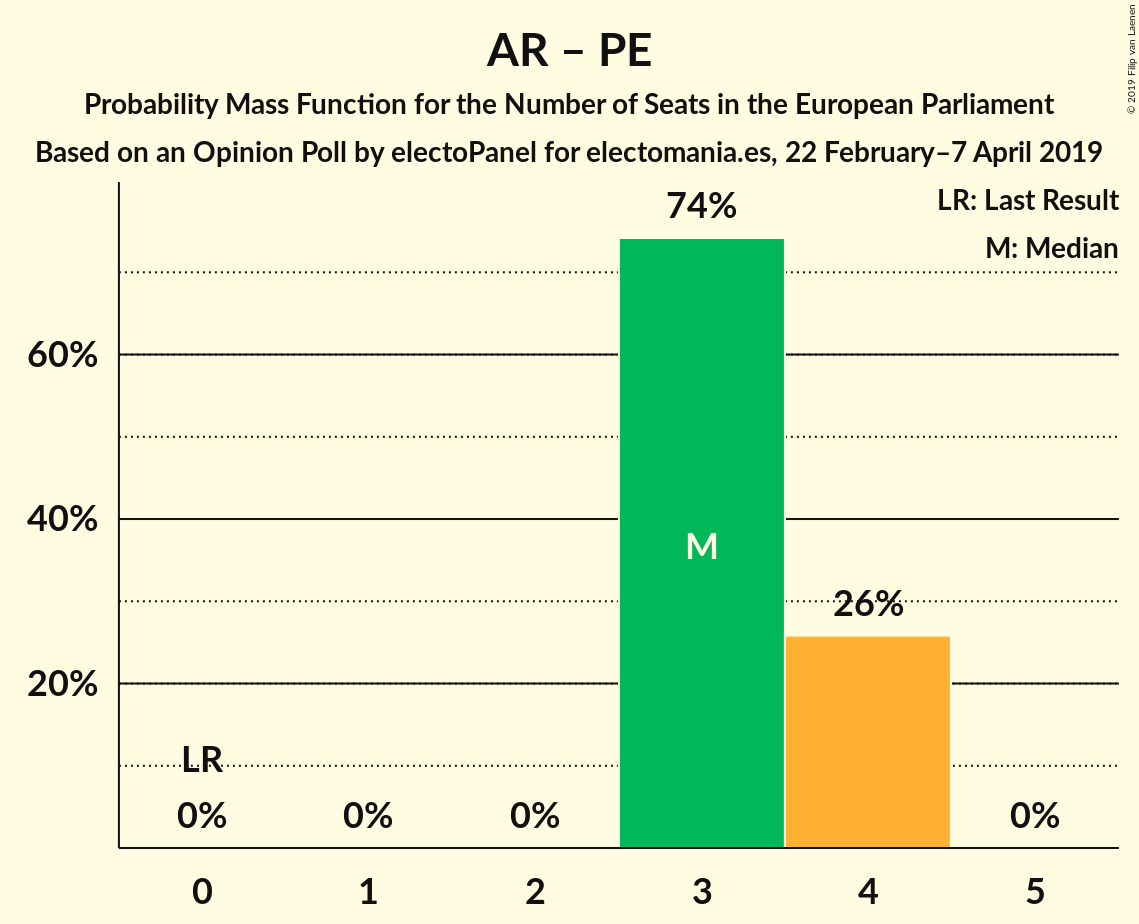 AR – PE
Probability Mass Function for the Number of Seats in the European Parliament
Based on an Opinion Poll by electoPanel for electomania.es, 22 February–7 April 2019
© 2019 Filip van Laenen
LR: Last Result
M: Median
74%
60%
40%
M
26%
20%
LR
0% 0% 0% 0%
0 1 2 3 4 5